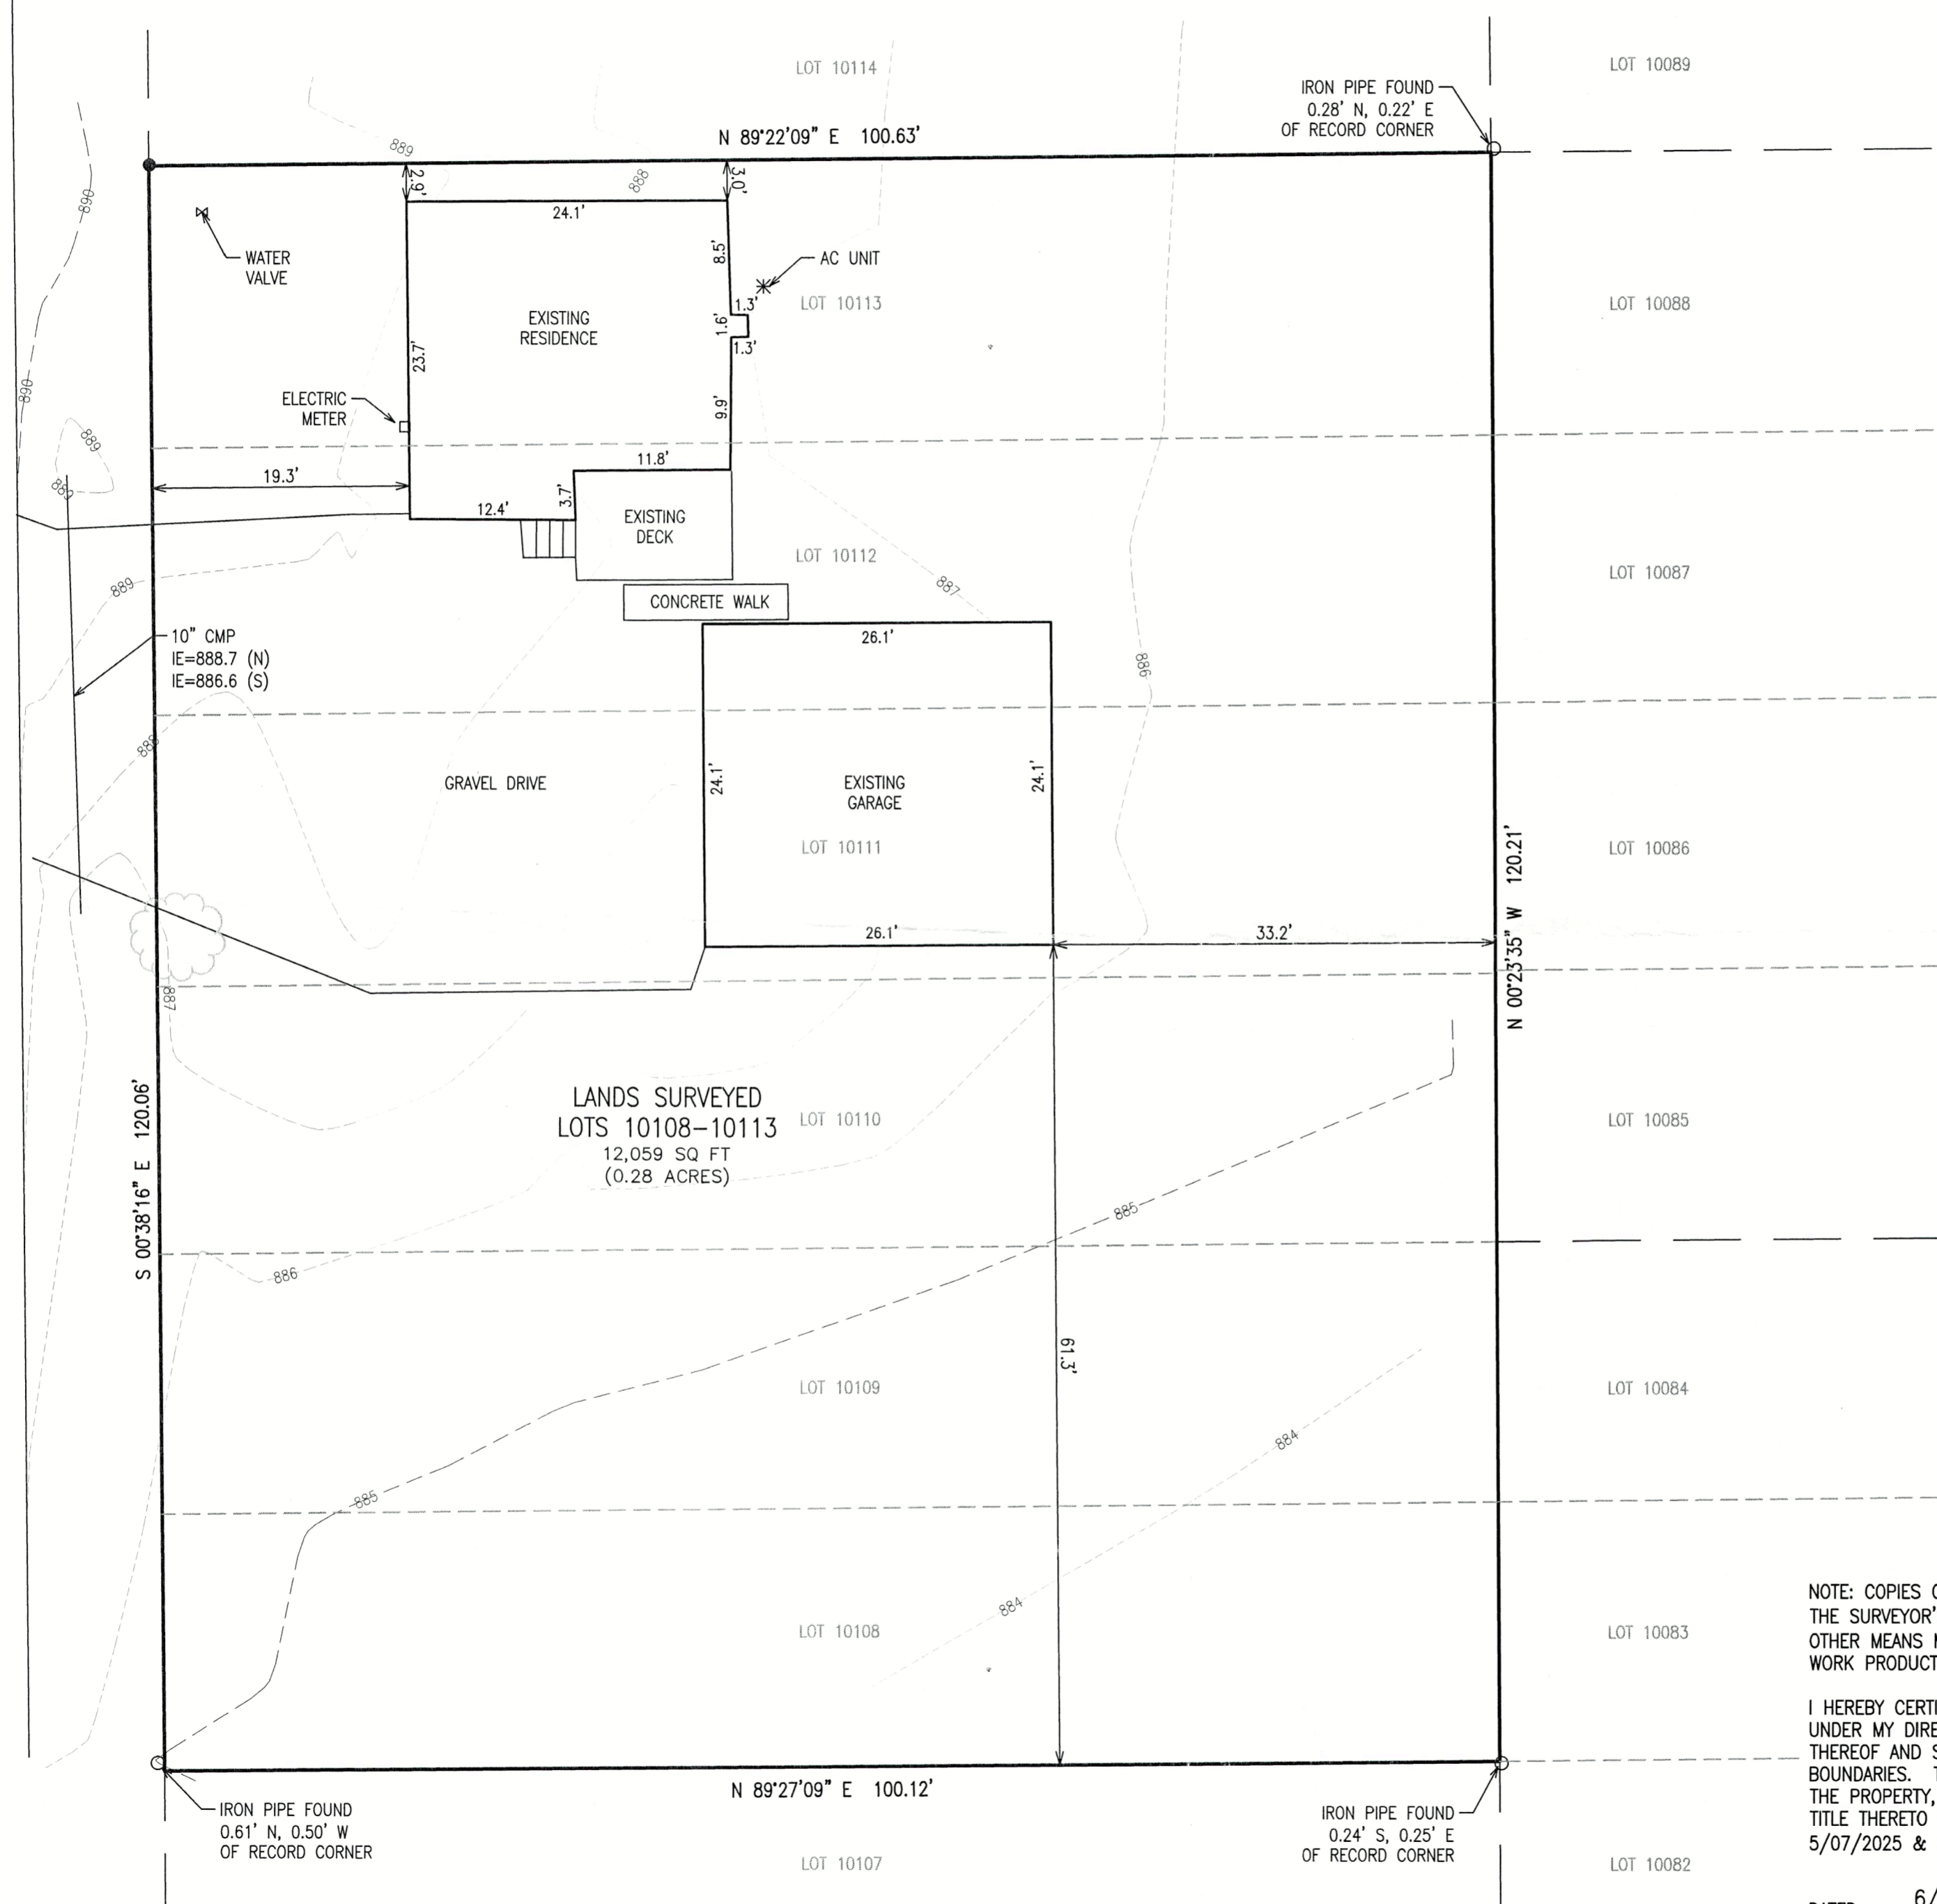 LOT 10114
LOT 10089
IRON PIPE FOUND
0.28' N, 0.22' E
OF RECORD CORNER
N 89°22'09" E 100.63'
889
888
890
2.9'
3.0'
24.1'
WATER
VALVE
8.5'
AC UNIT
LOT 10113
LOT 10088
1.3'
1.6'
1.3'
EXISTING
RESIDENCE
23.7'
890
ELECTRIC
METER
9.9'
889
889
19.3'
11.8'
3.7'
12.4'
EXISTING
DECK
LOT 10112
LOT 10087
889
887
CONCRETE WALK
10" CMP
IE=888.7 (N)
IE=886.6 (S)
26.1'
886
888
GRAVEL DRIVE
24.1'
EXISTING
GARAGE
24.1'
LOT 10111
LOT 10086
N 00°23'35" W 120.21'
26.1'
33.2'
887
LANDS SURVEYED
LOTS 10108-10113
12,059 SQ FT
(0.28 ACRES)
LOT 10110
LOT 10085
S 00°38'16" E 120.06'
885
886
61.3'
LOT 10109
LOT 10084
884
885
884
LOT 10108
LOT 10083
NOTE: COPIES
THE SURVEYOR'
OTHER MEANS
WORK PRODUCT
I HEREBY CERTI
UNDER MY DIRE
THEREOF AND S
BOUNDARIES.
THE PROPERTY,
TITLE THERETO
5/07/2025 &
6/
N 89°27'09" E 100.12'
IRON PIPE FOUND
0.61' N, 0.50' W
OF RECORD CORNER
IRON PIPE FOUND
0.24' S, 0.25' E
OF RECORD CORNER
LOT 10107
LOT 10082